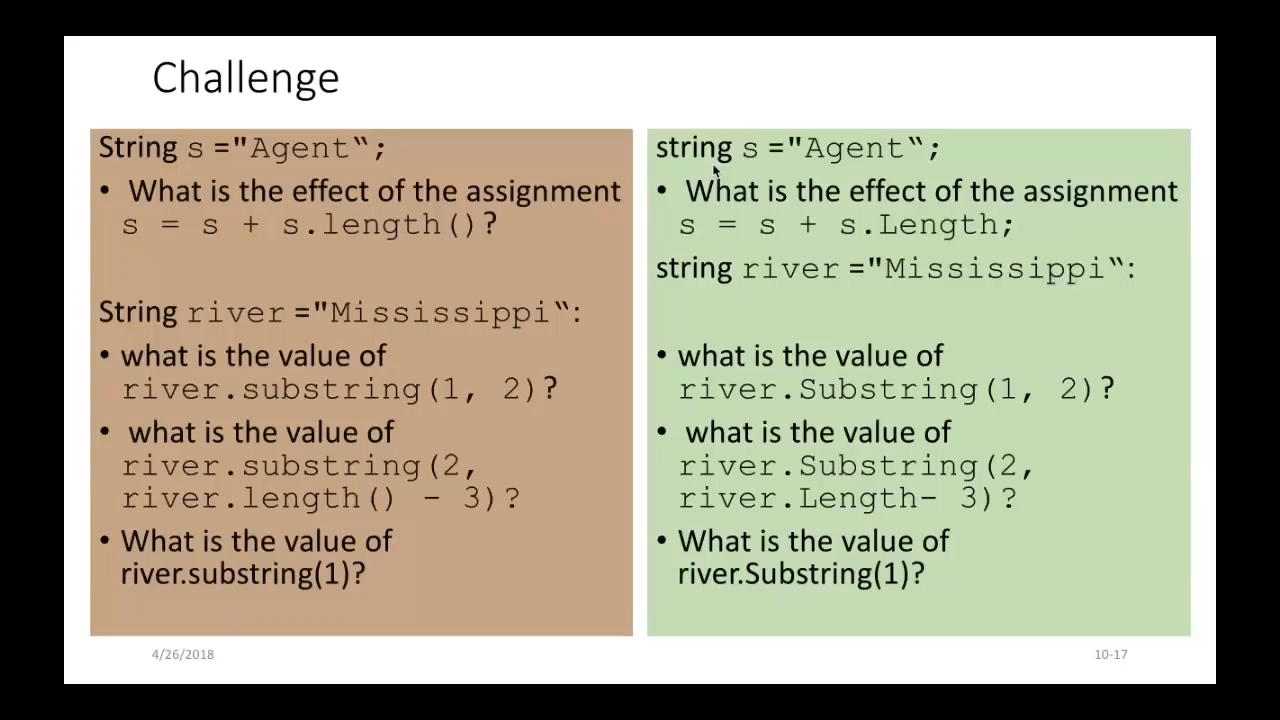 Challenge
String s ="Agent“;
• What is the effect of the assignment
s = s + s.length()?
String river ="Mississippi“:
• what is the value of
river.substring(1, 2)?
• what is the value of
river.substring(2,
river.length() - 3)?
• What is the value of
river.substring(1)?
string s ="Agent“;
• What is the effect of the assignment
s = s + s.Length;
string river ="Mississippi“:
• what is the value of
river.Substring(1, 2)?
• what is the value of
river.Substring(2,
river.Length- 3)?
• What is the value of
river.Substring(1)?
4/26/2018
10-17